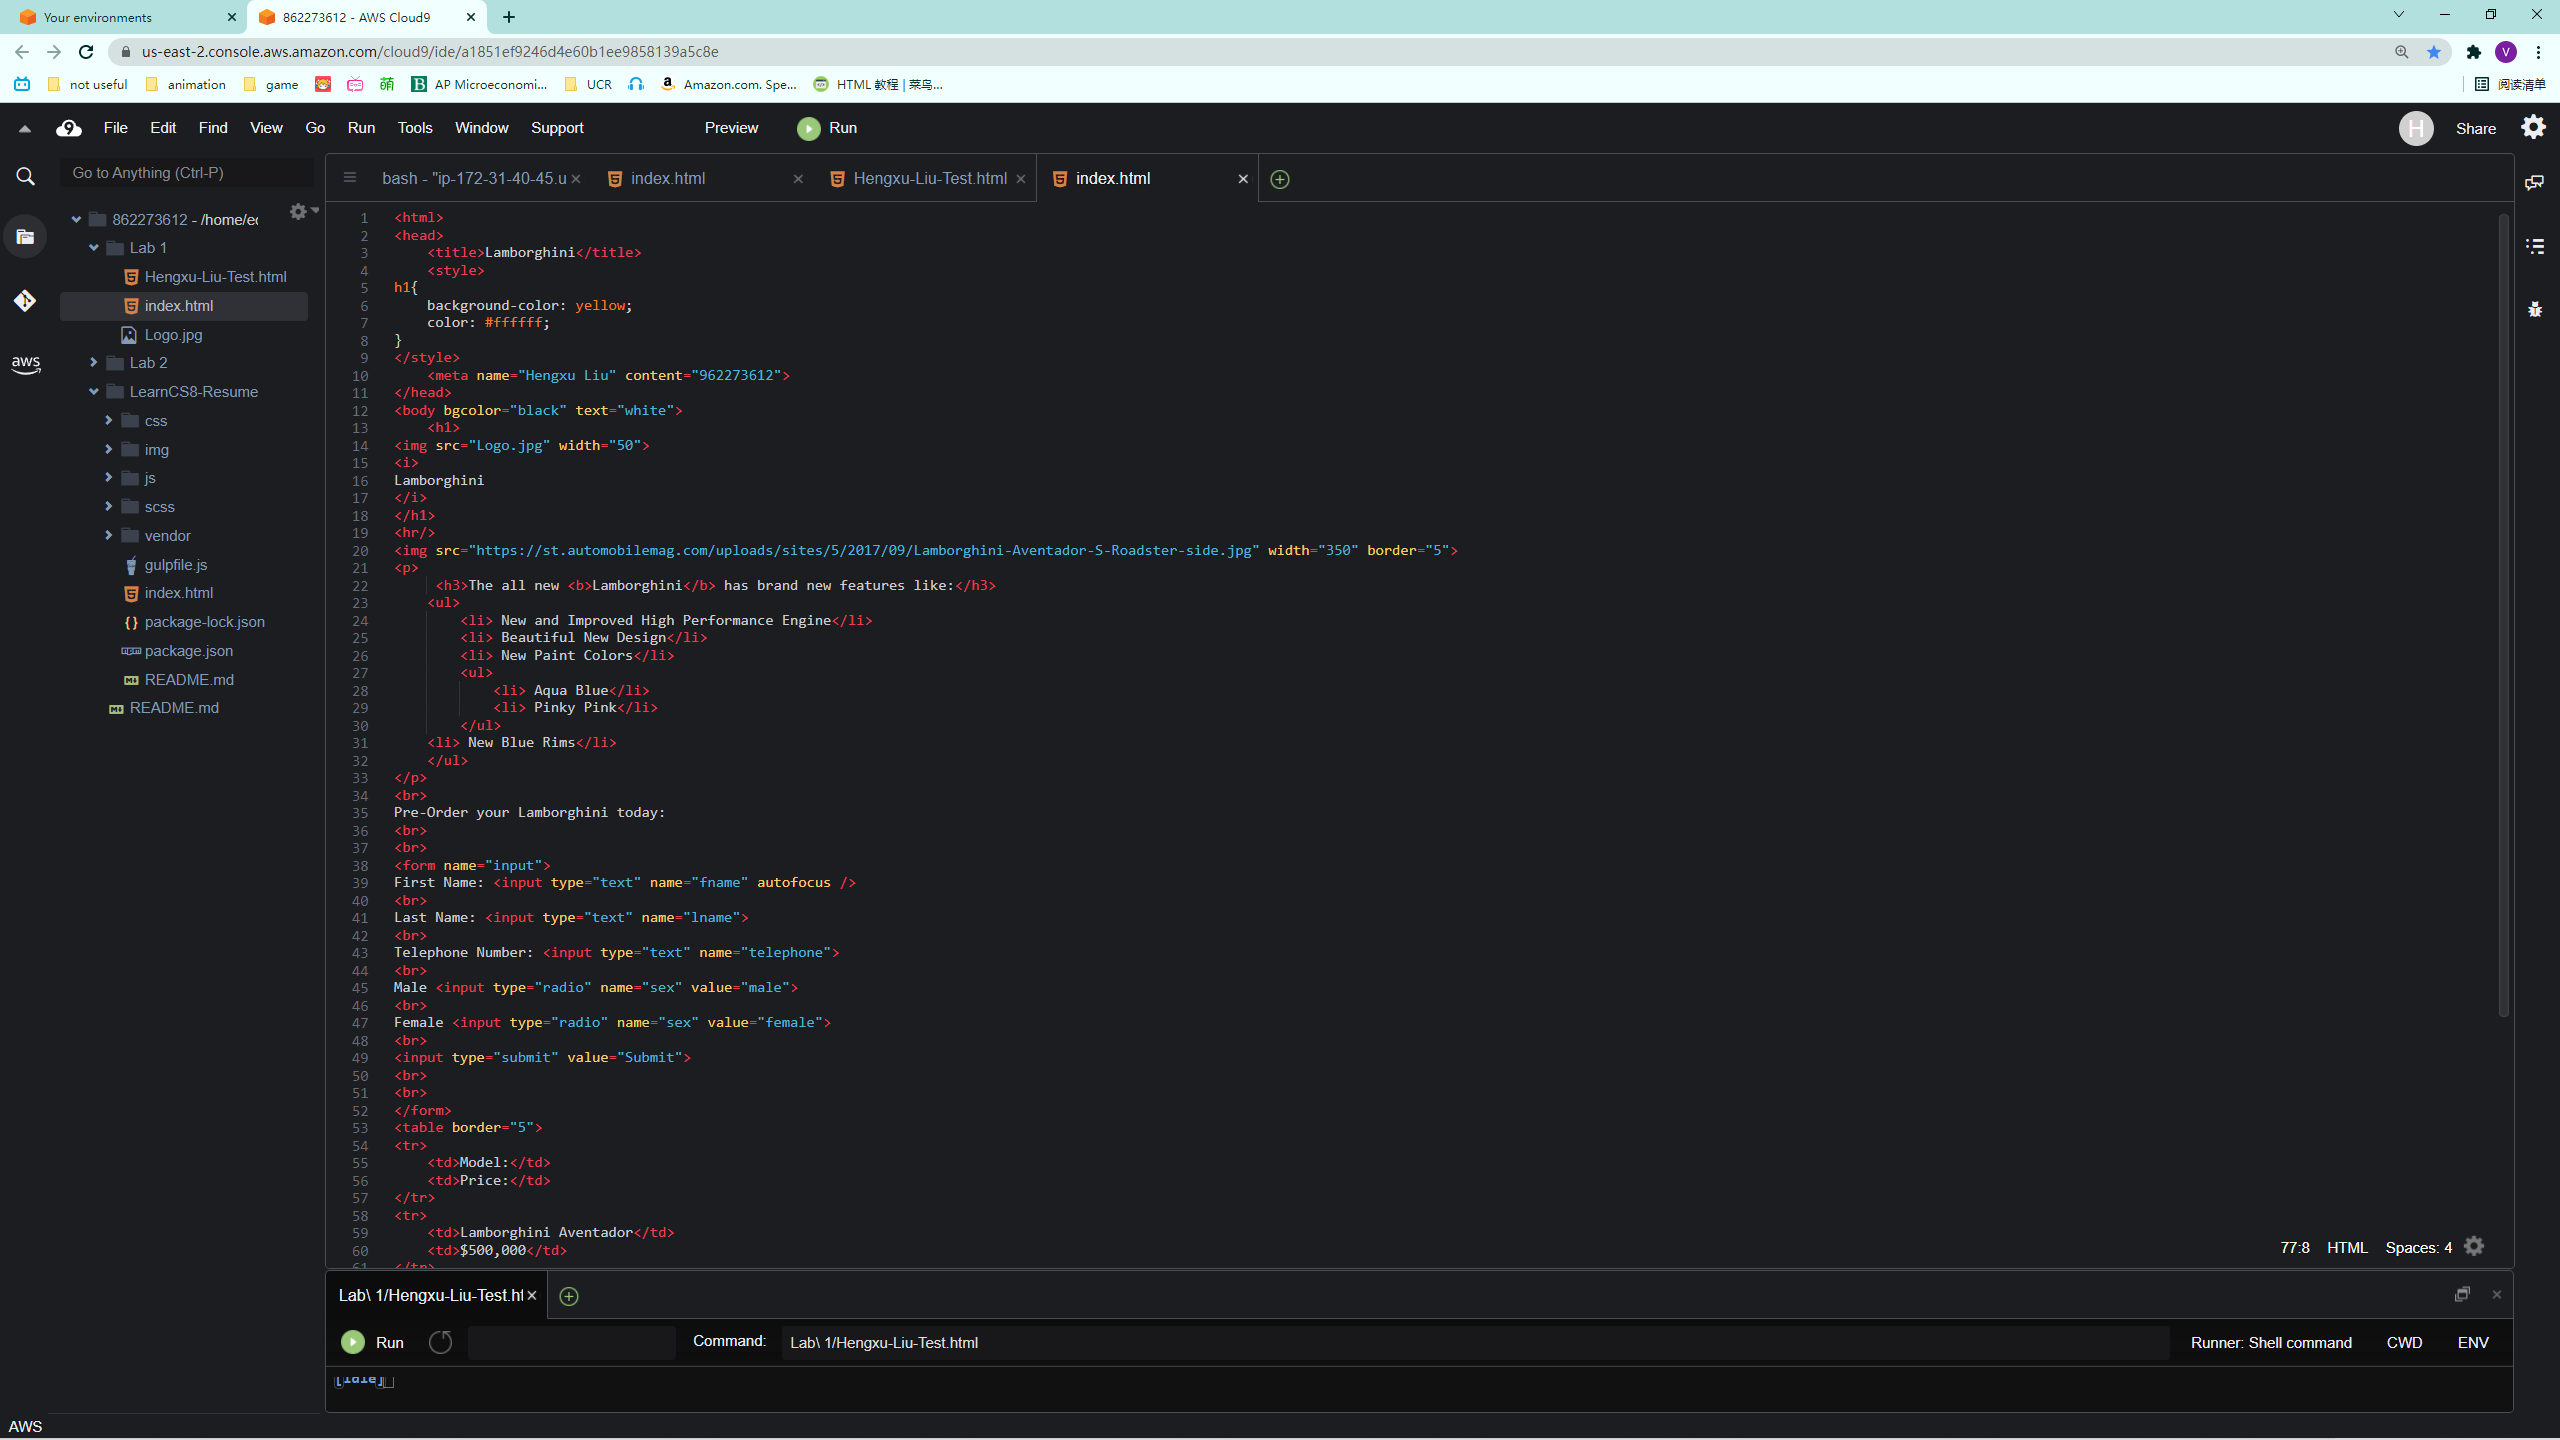 Your environments
862273612 - AWS Cloud9
us-east-2.console.aws.amazon.com/cloud9/ide/a1851ef9246d4e60b1ee9858139a5c8e
V
not useful
animation
game
萌
B
AP Microeconomi...
UCR
Amazon.com. Spe...
HTML 教程 | 菜鸟...
阅读清单
9 File Edit Find View Go Run Tools Window Support Preview Run
H Share
Go to Anything (Ctrl-P)
862273612 - /home/ec
Lab 1
Hengxu-Liu-Test.html
index.html
Logo.jpg
aws
Lab 2
LearnCS8-Resume
css
img
js
scss
vendor
gulpfile.js
index.html
package-lock.json
package.json
README.md
README.md
bash - "ip-172-31-40-45.u
index.html
Hengxu-Liu-Test.html
index.html
1 <html>
2 <head>
3 <title>Lamborghini</title>
4 <style>
5 h1{
6 background-color: yellow;
7 color: #ffffff;
8 }
9 </style>
10 <meta name="Hengxu Liu" content="962273612">
11 </head>
12 <body bgcolor="black" text="white">
13 <h1>
14 <img src="Logo.jpg" width="50">
15 <i>
16 Lamborghini
17 </i>
18 </h1>
19 <hr/>
20 <img src="https://st.automobilemag.com/uploads/sites/5/2017/09/Lamborghini-Aventador-S-Roadster-side.jpg" width="350" border="5">
21 <p>
22 <h3>The all new <b>Lamborghini</b> has brand new features like:</h3>
23 <ul>
24 <li> New and Improved High Performance Engine</li>
25 <li> Beautiful New Design</li>
26 <li> New Paint Colors</li>
27 <ul>
28 <li> Aqua Blue</li>
29 <li> Pinky Pink</li>
30 </ul>
31 <li> New Blue Rims</li>
32 </ul>
33 </p>
34 <br>
35 Pre-Order your Lamborghini today:
36 <br>
37 <br>
38 <form name="input">
39 First Name: <input type="text" name="fname" autofocus />
40 <br>
41 Last Name: <input type="text" name="lname">
42 <br>
43 Telephone Number: <input type="text" name="telephone">
44 <br>
45 Male <input type="radio" name="sex" value="male">
46 <br>
47 Female <input type="radio" name="sex" value="female">
48 <br>
49 <input type="submit" value="Submit">
50 <br>
51 <br>
52 </form>
53 <table border="5">
54 <tr>
55 <td>Model:</td>
56 <td>Price:</td>
57 </tr>
58 <tr>
59 <td>Lamborghini Aventador</td>
60 <td>$500,000</td>
61 </tr>
77:8 HTML Spaces: 4
Lab\ 1/Hengxu-Liu-Test.ht
Run
Command:
Lab\ 1/Hengxu-Liu-Test.html
Runner: Shell command
CWD
ENV
[Idle]
AWS